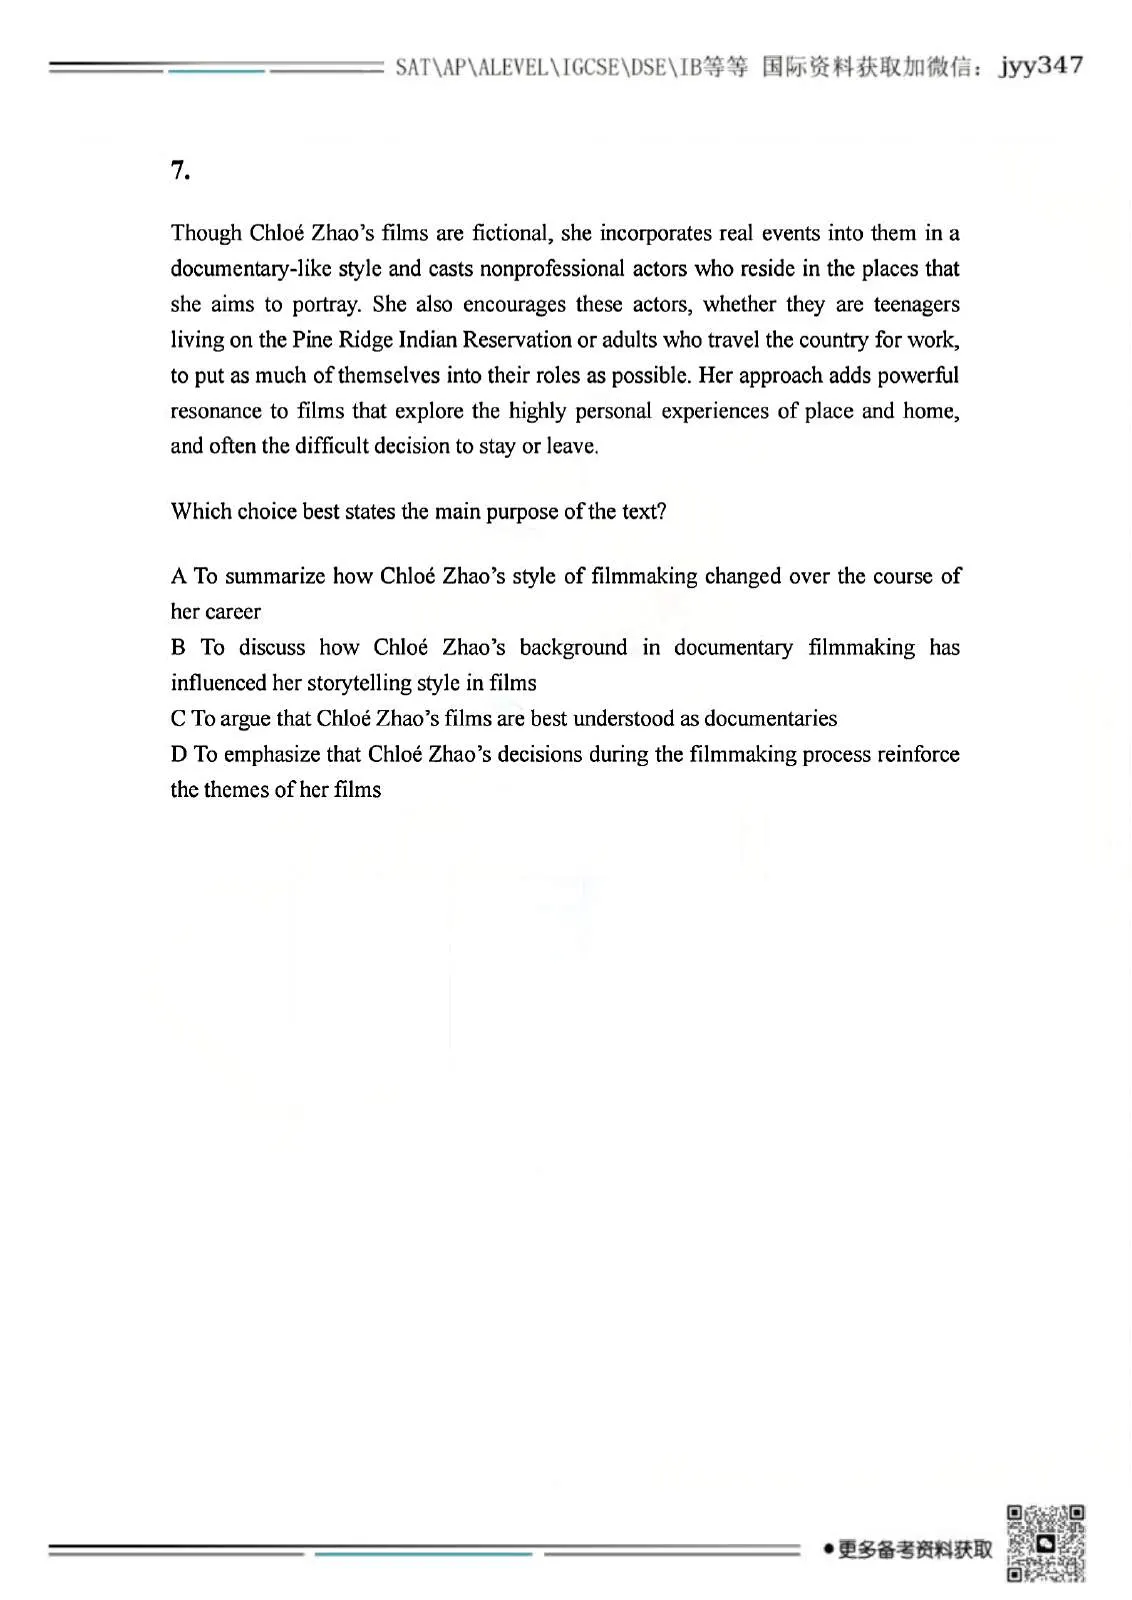 SAT\AP\ALEVEL\IGCSE\DSE\IB等等 国际资料获取加微信: jyy347
7.
Though Chloé Zhao's films are fictional, she incorporates real events into them in a
documentary-like style and casts nonprofessional actors who reside in the places that
she aims to portray. She also encourages these actors, whether they are teenagers
living on the Pine Ridge Indian Reservation or adults who travel the country for work,
to put as much of themselves into their roles as possible. Her approach adds powerful
resonance to films that explore the highly personal experiences of place and home,
and often the difficult decision to stay or leave.
Which choice best states the main purpose of the text?
A To summarize how Chloé Zhao's style of filmmaking changed over the course of
her career
B To discuss how Chloé Zhao's background in documentary filmmaking has
influenced her storytelling style in films
C To argue that Chloé Zhao's films are best understood as documentaries
D To emphasize that Chloé Zhao's decisions during the filmmaking process reinforce
the themes of her films
●更多备考资料获取